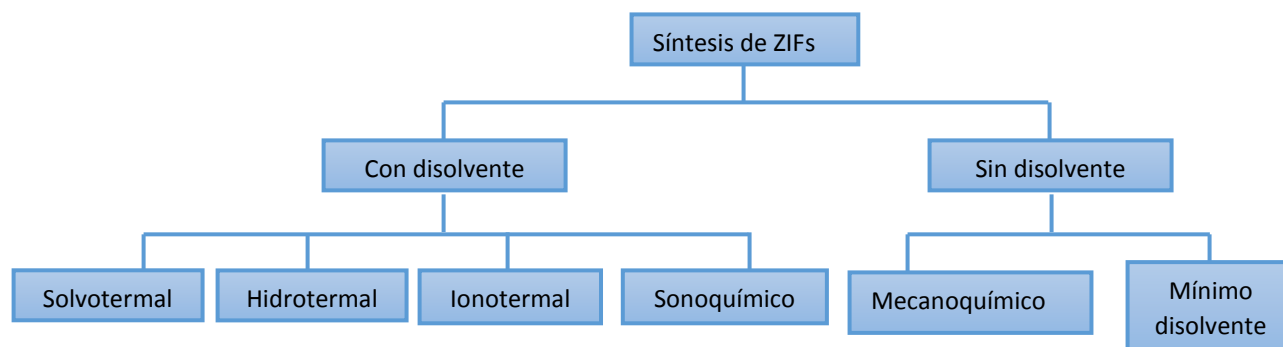 Síntesis de ZIFs
Con disolvente
Sin disolvente
Solvotermal
Hidrotermal
Ionotermal
Sonoquímico
Mecanoquímico
Mínimo
disolvente